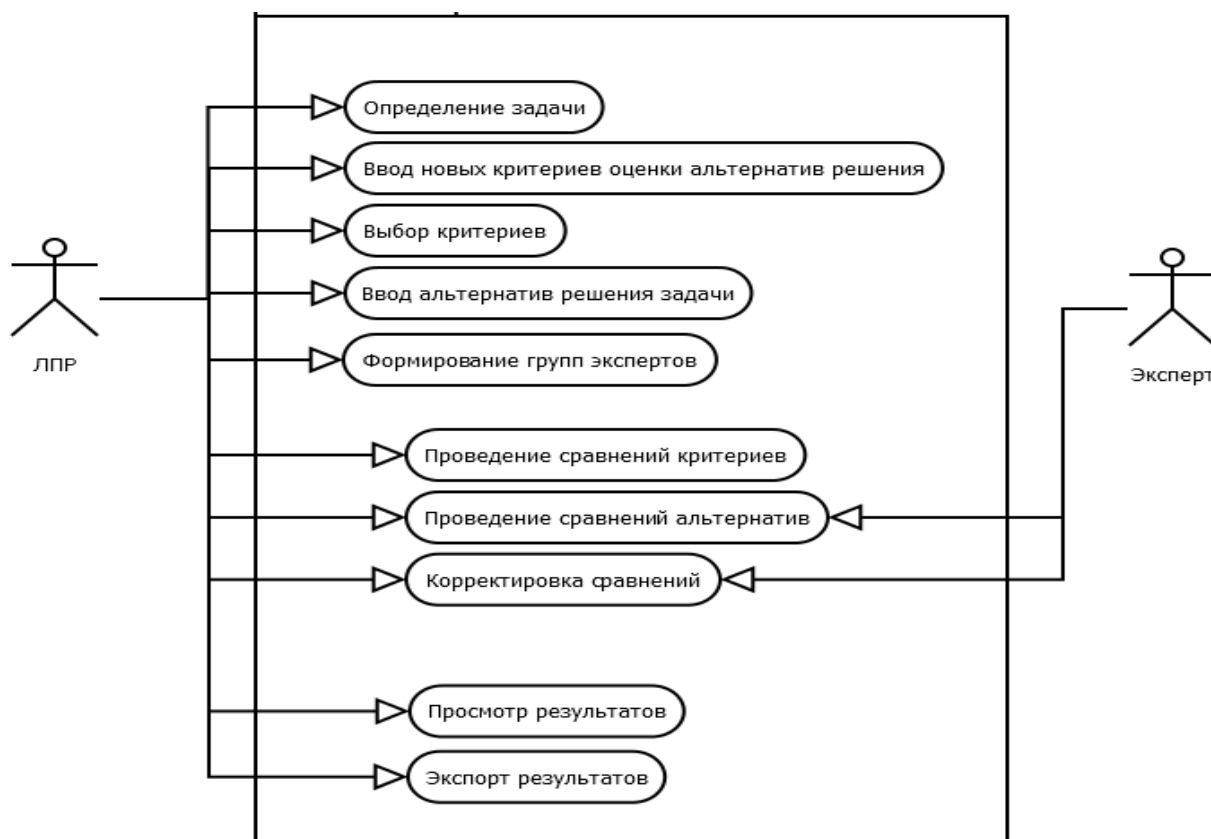 Определение задачи
Ввод новых критериев оценки альтернатив решения
Выбор критериев
Ввод альтернатив решения задачи
Формирование групп экспертов
ЛПР
Эксперт
Проведение сравнений критериев
Проведение сравнений альтернатив
Корректировка сравнений
Просмотр результатов
Экспорт результатов